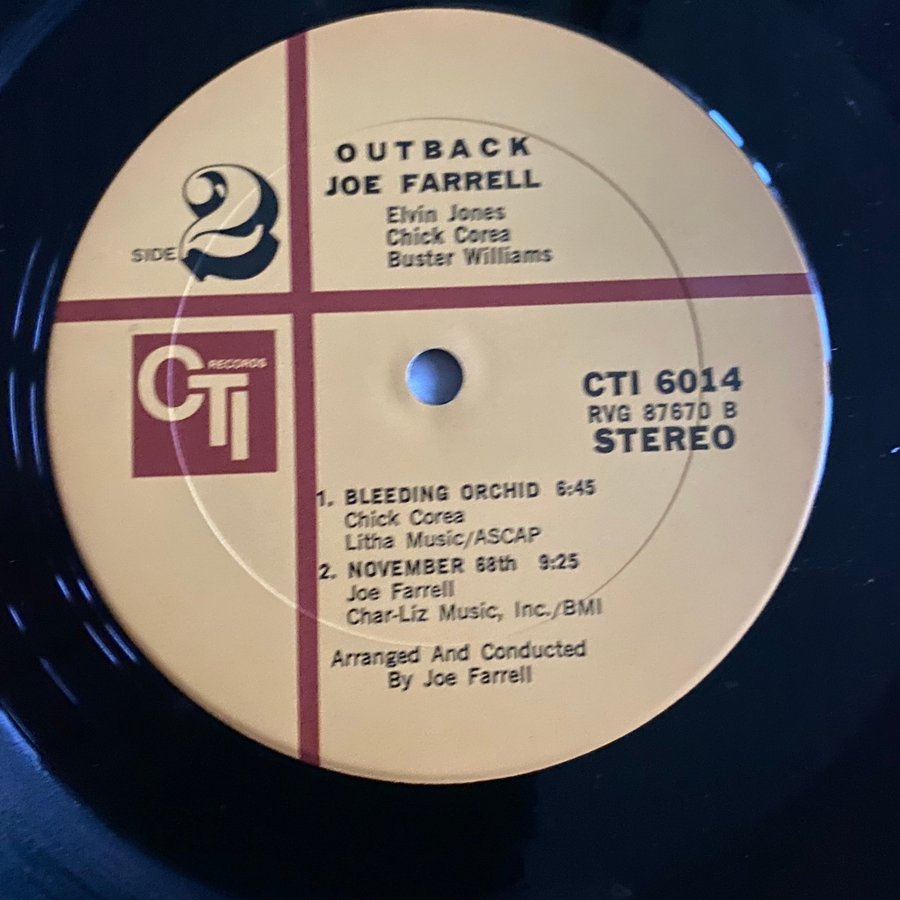 OUTBACK
JOE FARRELL
Elvin Jones
Chick Corea
Buster Williams
SIDE 2
CTI RECORDS
CTI 6014
RVG 87670 B
STEREO
1. BLEEDING ORCHID 6:45
Chick Corea
Litha Music/ASCAP
2. NOVEMBER 68th 9:25
Joe Farrell
Char-Liz Music, Inc./BMI
Arranged And Conducted
By Joe Farrell